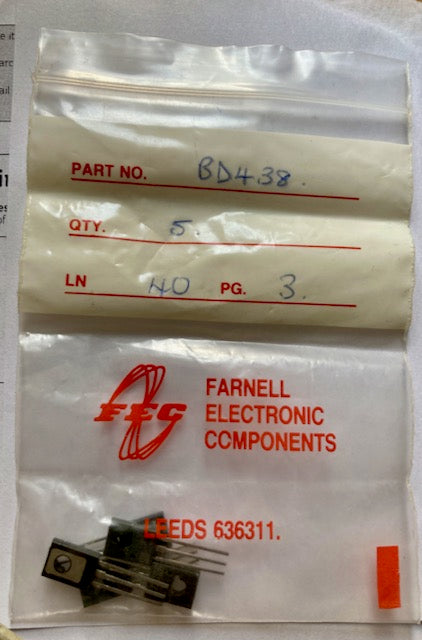 PART NO. BD438.
QTY. 5.
LN 40 PG. 3.
FEC
FARNELL
ELECTRONIC
COMPONENTS
LEEDS 636311.